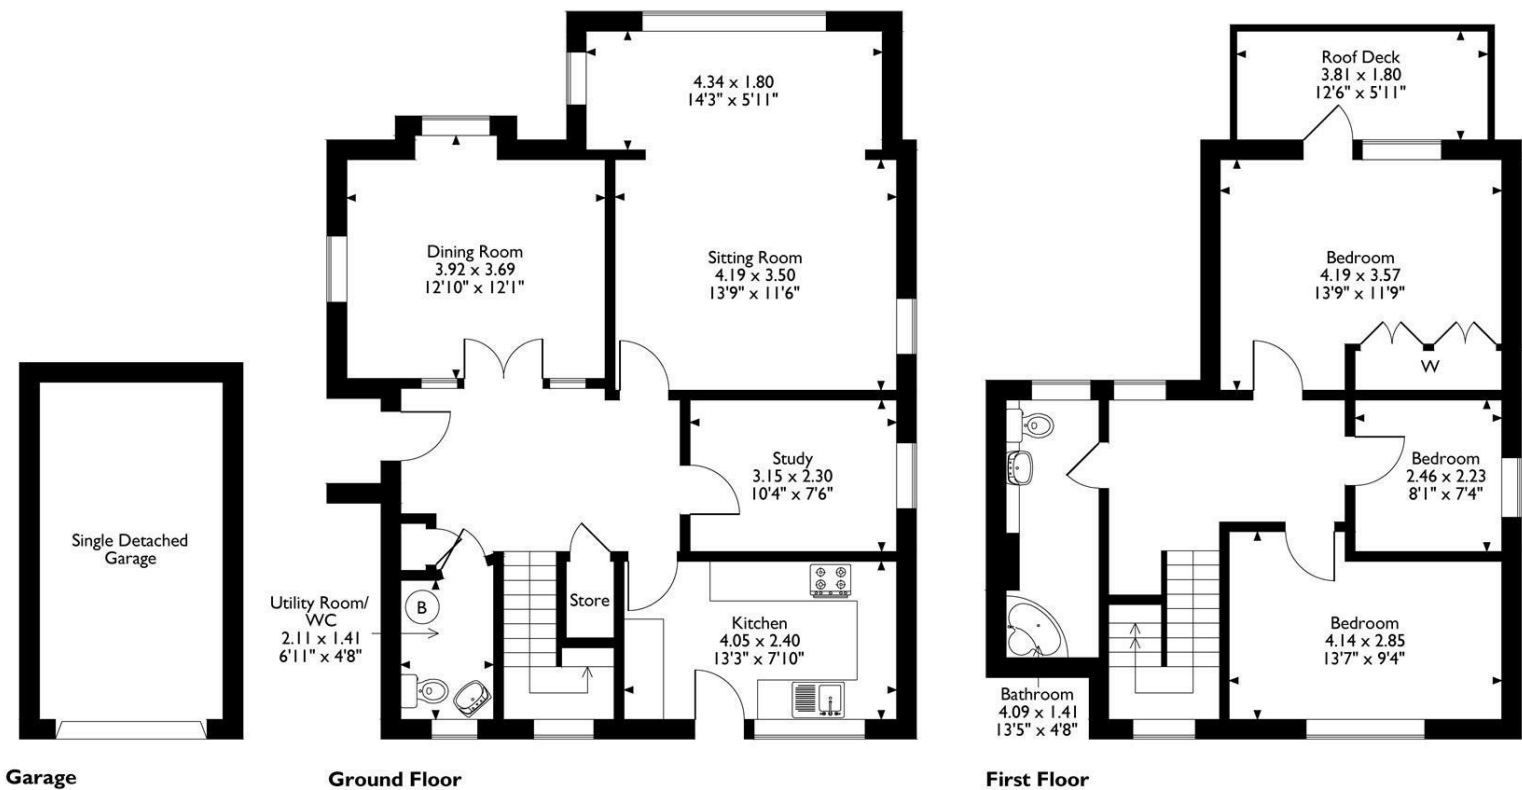 Single Detached
Garage
Garage
4.34 x 1.80
14'3" x 5'11"
Dining Room
3.92 x 3.69
12'10" x 12'1"
Sitting Room
4.19 x 3.50
13'9" x 11'6"
Study
3.15 x 2.30
10'4" x 7'6"
Utility Room/
WC
2.11 x 1.41
6'11" x 4'8"
B
Store
Kitchen
4.05 x 2.40
13'3" x 7'10"
Ground Floor
Roof Deck
3.81 x 1.80
12'6" x 5'11"
Bedroom
4.19 x 3.57
13'9" x 11'9"
W
Bedroom
2.46 x 2.23
8'1" x 7'4"
Bedroom
4.14 x 2.85
13'7" x 9'4"
Bathroom
4.09 x 1.41
13'5" x 4'8"
First Floor